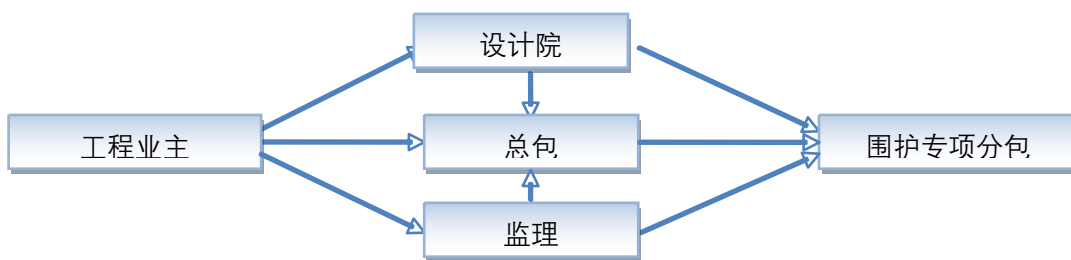 设计院
工程业主
总包
围护专项分包
监理